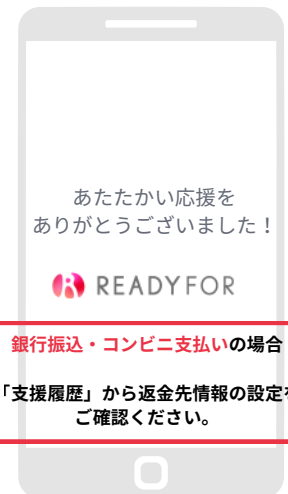 あたたかい応援を
ありがとうございました！
READYFOR
銀行振込・コンビニ支払いの場合
「支援履歴」から返金先情報の設定を
ご確認ください。